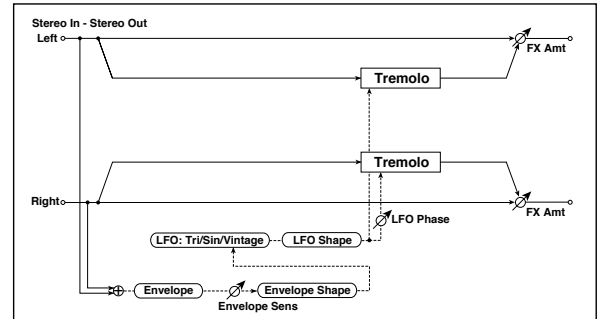 Stereo In - Stereo Out
Left
FX Amt
Tremolo
Tremolo
Right
FX Amt
LFO Phase
LFO: Tri/Sin/Vintage
LFO Shape
Envelope
Envelope Shape
Envelope Sens